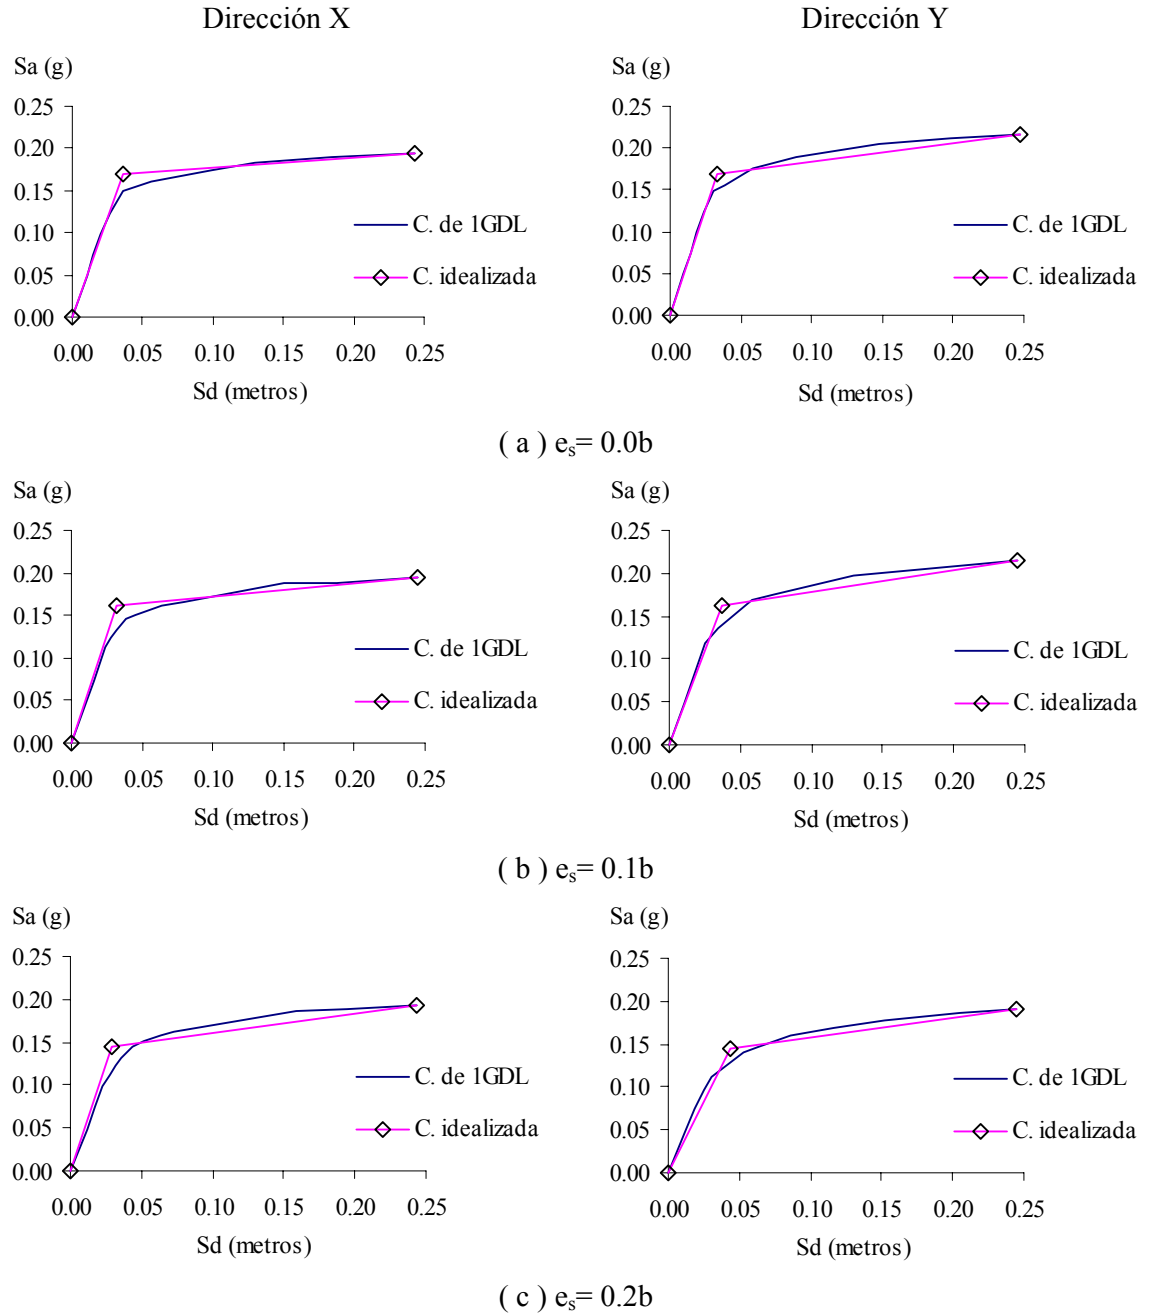 Dirección X
Dirección Y
Sa (g)
0.25
0.20
0.15
0.10
0.05
0.00
0.00 0.05 0.10 0.15 0.20 0.25
Sd (metros)
C. de 1GDL
C. idealizada
Sa (g)
0.25
0.20
0.15
0.10
0.05
0.00
0.00 0.05 0.10 0.15 0.20 0.25
Sd (metros)
C. de 1GDL
C. idealizada
( a ) es= 0.0b
Sa (g)
0.25
0.20
0.15
0.10
0.05
0.00
0.00 0.05 0.10 0.15 0.20 0.25
Sd (metros)
C. de 1GDL
C. idealizada
Sa (g)
0.25
0.20
0.15
0.10
0.05
0.00
0.00 0.05 0.10 0.15 0.20 0.25
Sd (metros)
C. de 1GDL
C. idealizada
( b ) es= 0.1b
Sa (g)
0.25
0.20
0.15
0.10
0.05
0.00
0.00 0.05 0.10 0.15 0.20 0.25
Sd (metros)
C. de 1GDL
C. idealizada
Sa (g)
0.25
0.20
0.15
0.10
0.05
0.00
0.00 0.05 0.10 0.15 0.20 0.25
Sd (metros)
C. de 1GDL
C. idealizada
( c ) es= 0.2b